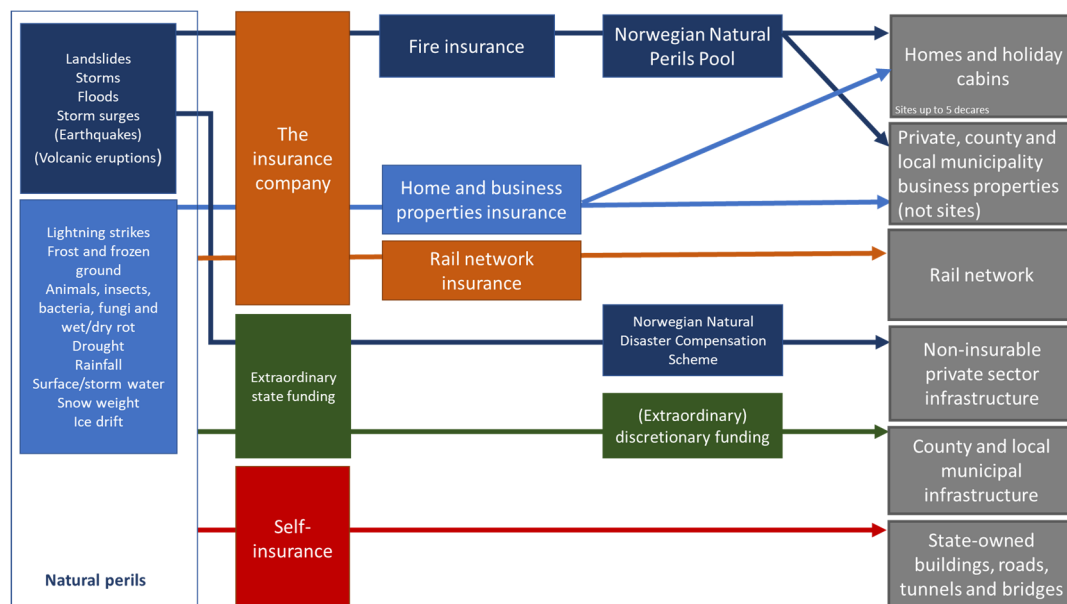 Landslides
Storms
Floods
Storm surges
(Earthquakes)
(Volcanic eruptions)
Lightning strikes
Frost and frozen
ground
Animals, insects,
bacteria, fungi and
wet/dry rot
Drought
Rainfall
Surface/storm water
Snow weight
Ice drift
Natural perils
The
insurance
company
Extraordinary
state funding
Self-
insurance
Fire insurance
Home and business
properties insurance
Rail network
insurance
Norwegian Natural
Perils Pool
Norwegian Natural
Disaster Compensation
Scheme
(Extraordinary)
discretionary funding
Homes and holiday
cabins
Sites up to 5 decares
Private, county and
local municipality
business properties
(not sites)
Rail network
Non-insurable
private sector
infrastructure
County and local
municipal
infrastructure
State-owned
buildings, roads,
tunnels and bridges